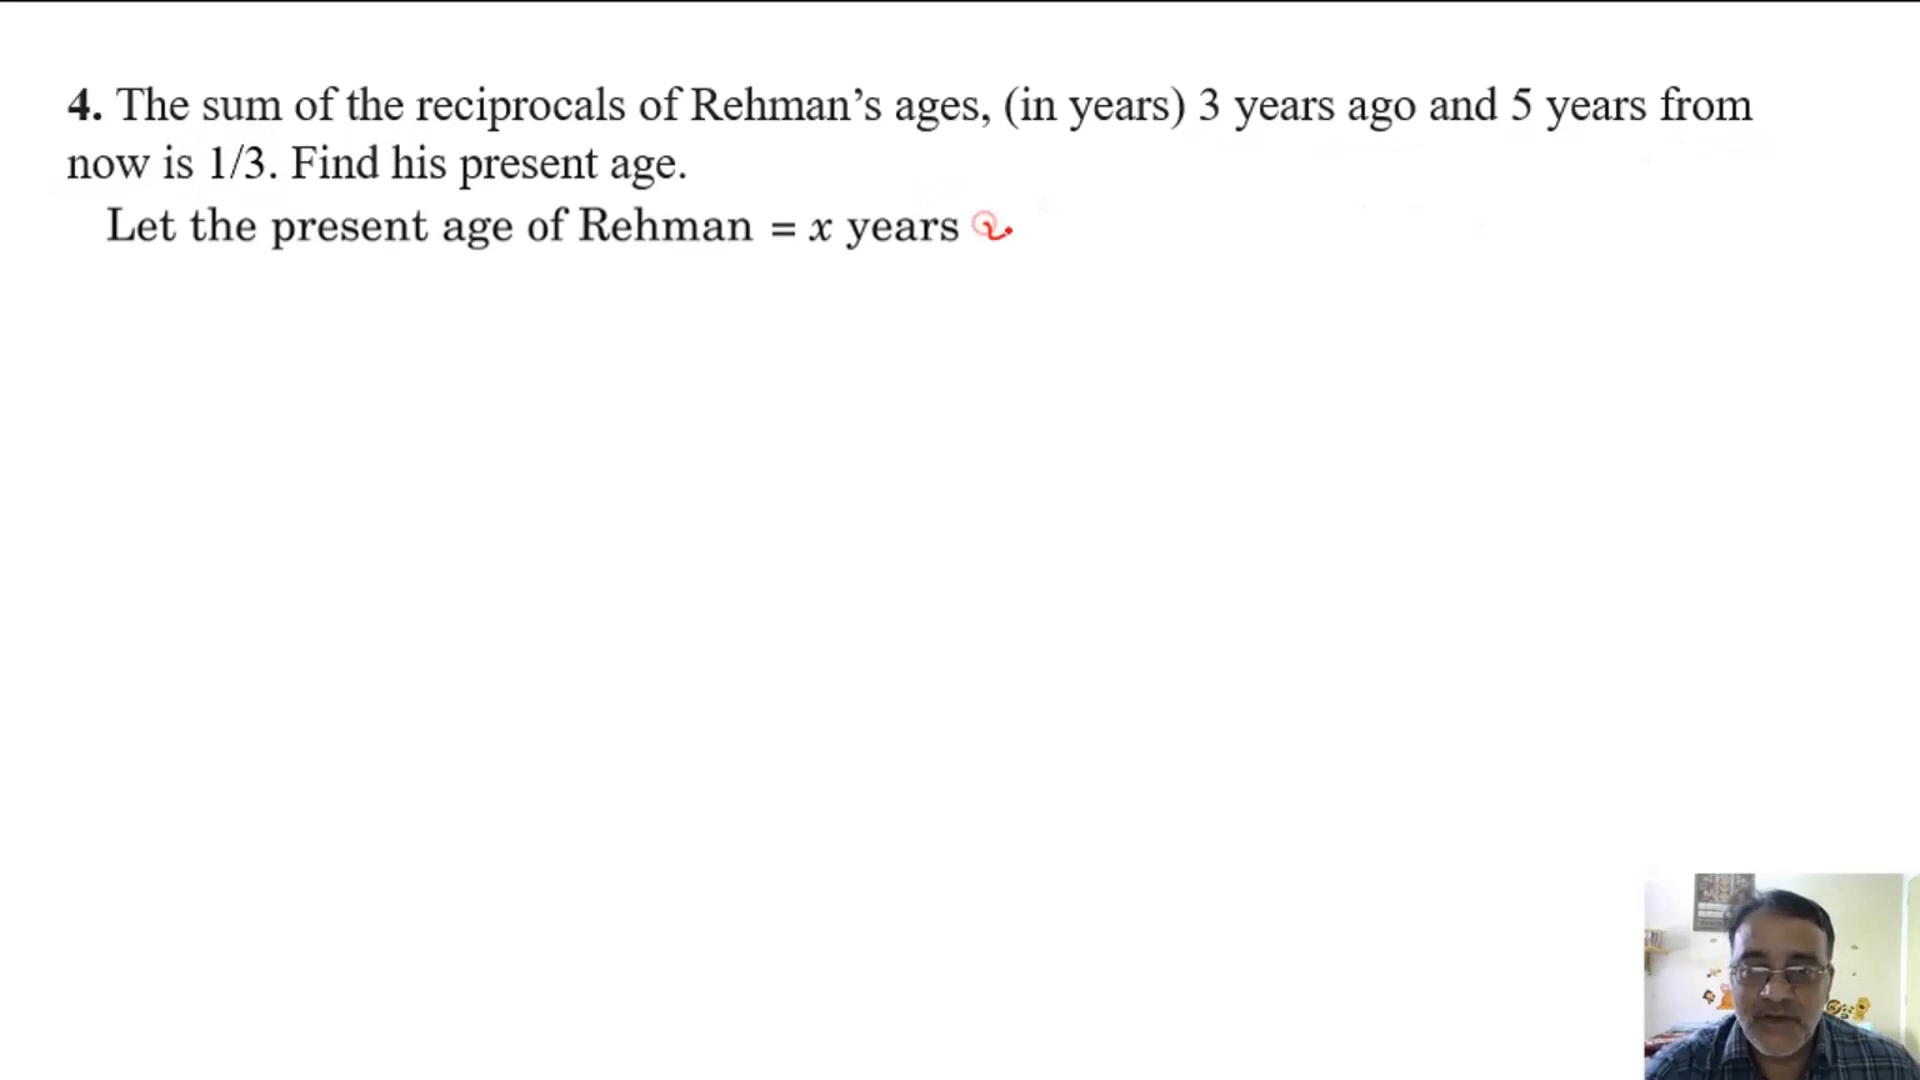 4. The sum of the reciprocals of Rehman’s ages, (in years) 3 years ago and 5 years from
now is 1/3. Find his present age.
Let the present age of Rehman = x years